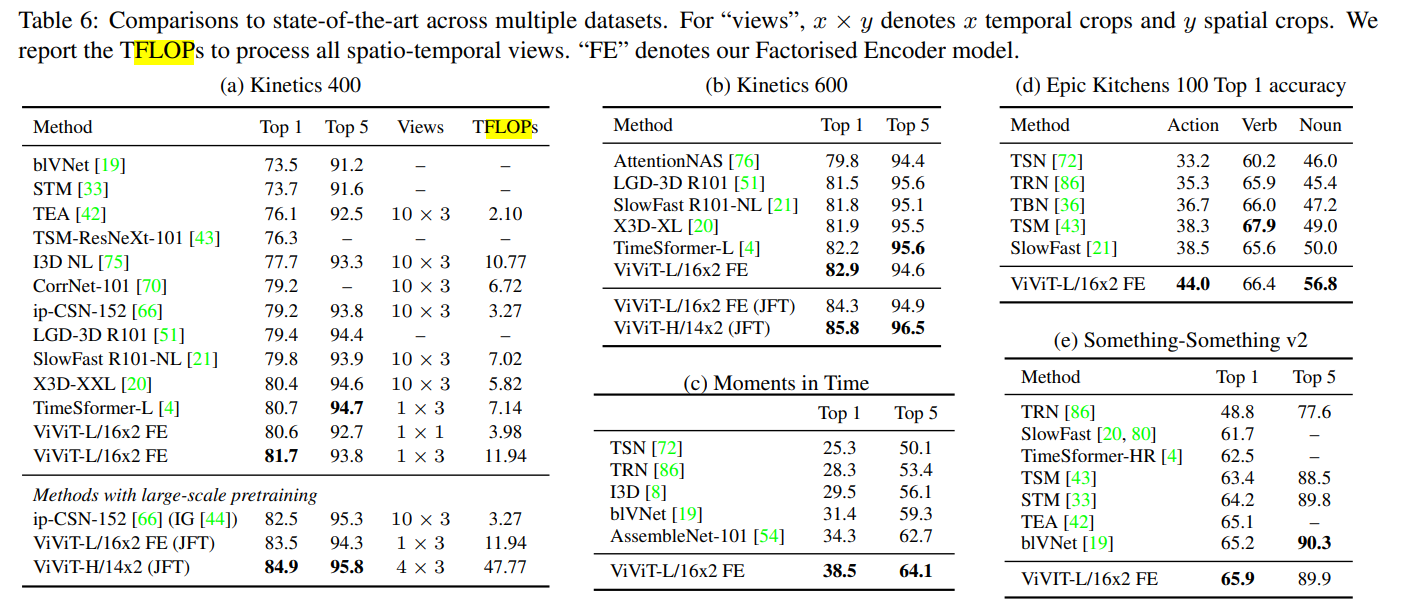 Table 6: Comparisons to state-of-the-art across multiple datasets. For “views”, x × y denotes x temporal crops and y spatial crops. We
report the TFLOPs to process all spatio-temporal views. “FE” denotes our Factorised Encoder model.
(a) Kinetics 400
Method Top 1 Top 5 Views TFLOPs
blVNet [19] 73.5 91.2 – –
STM [33] 73.7 91.6 – –
TEA [42] 76.1 92.5 10 × 3 2.10
TSM-ResNeXt-101 [43] 76.3 – – –
I3D NL [75] 77.7 93.3 10 × 3 10.77
CorrNet-101 [70] 79.2 – 10 × 3 6.72
ip-CSN-152 [66] 79.2 93.8 10 × 3 3.27
LGD-3D R101 [51] 79.4 94.4 – –
SlowFast R101-NL [21] 79.8 93.9 10 × 3 7.02
X3D-XXL [20] 80.4 94.6 10 × 3 5.82
TimeSformer-L [4] 80.7 94.7 1 × 3 7.14
ViViT-L/16x2 FE 80.6 92.7 1 × 1 3.98
ViViT-L/16x2 FE 81.7 93.8 1 × 3 11.94
Methods with large-scale pretraining
ip-CSN-152 [66] (IG [44]) 82.5 95.3 10 × 3 3.27
ViViT-L/16x2 FE (JFT) 83.5 94.3 1 × 3 11.94
ViViT-H/14x2 (JFT) 84.9 95.8 4 × 3 47.77
(b) Kinetics 600
Method Top 1 Top 5
AttentionNAS [76] 79.8 94.4
LGD-3D R101 [51] 81.5 95.6
SlowFast R101-NL [21] 81.8 95.1
X3D-XL [20] 81.9 95.5
TimeSformer-L [4] 82.2 95.6
ViViT-L/16x2 FE 82.9 94.6
ViViT-L/16x2 FE (JFT) 84.3 94.9
ViViT-H/14x2 (JFT) 85.8 96.5
(c) Moments in Time
Top 1 Top 5
TSN [72] 25.3 50.1
TRN [86] 28.3 53.4
I3D [8] 29.5 56.1
blVNet [19] 31.4 59.3
AssembleNet-101 [54] 34.3 62.7
ViViT-L/16x2 FE 38.5 64.1
(d) Epic Kitchens 100 Top 1 accuracy
Method Action Verb Noun
TSN [72] 33.2 60.2 46.0
TRN [86] 35.3 65.9 45.4
TBN [36] 36.7 66.0 47.2
TSM [43] 38.3 67.9 49.0
SlowFast [21] 38.5 65.6 50.0
ViViT-L/16x2 FE 44.0 66.4 56.8
(e) Something-Something v2
Method Top 1 Top 5
TRN [86] 48.8 77.6
SlowFast [20, 80] 61.7 –
TimeSformer-HR [4] 62.5 –
TSM [43] 63.4 88.5
STM [33] 64.2 89.8
TEA [42] 65.1 –
blVNet [19] 65.2 90.3
ViVIT-L/16x2 FE 65.9 89.9